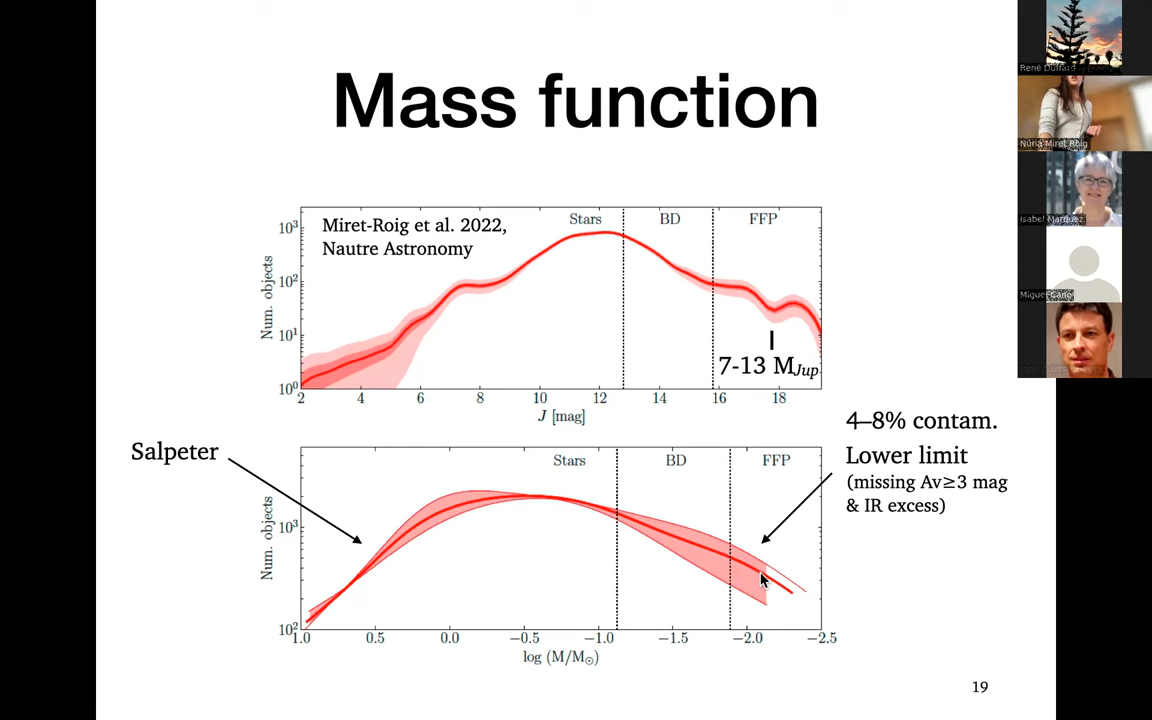 Mass function
René Duffard
Núria Miret Roig
Isabel Márquez
Miguel Cano
Miret-Roig et al. 2022,
Nautre Astronomy
Stars BD FFP
Num. objects
10³
10²
10¹
10⁰
7-13 M_Jup
2 4 6 8 10 12 14 16 18
J [mag]
Salpeter
4–8% contam.
Lower limit
(missing Av≥3 mag
& IR excess)
Stars BD FFP
Num. objects
10³
10²
1.0 0.5 0.0 −0.5 −1.0 −1.5 −2.0 −2.5
log (M/M☉)
19